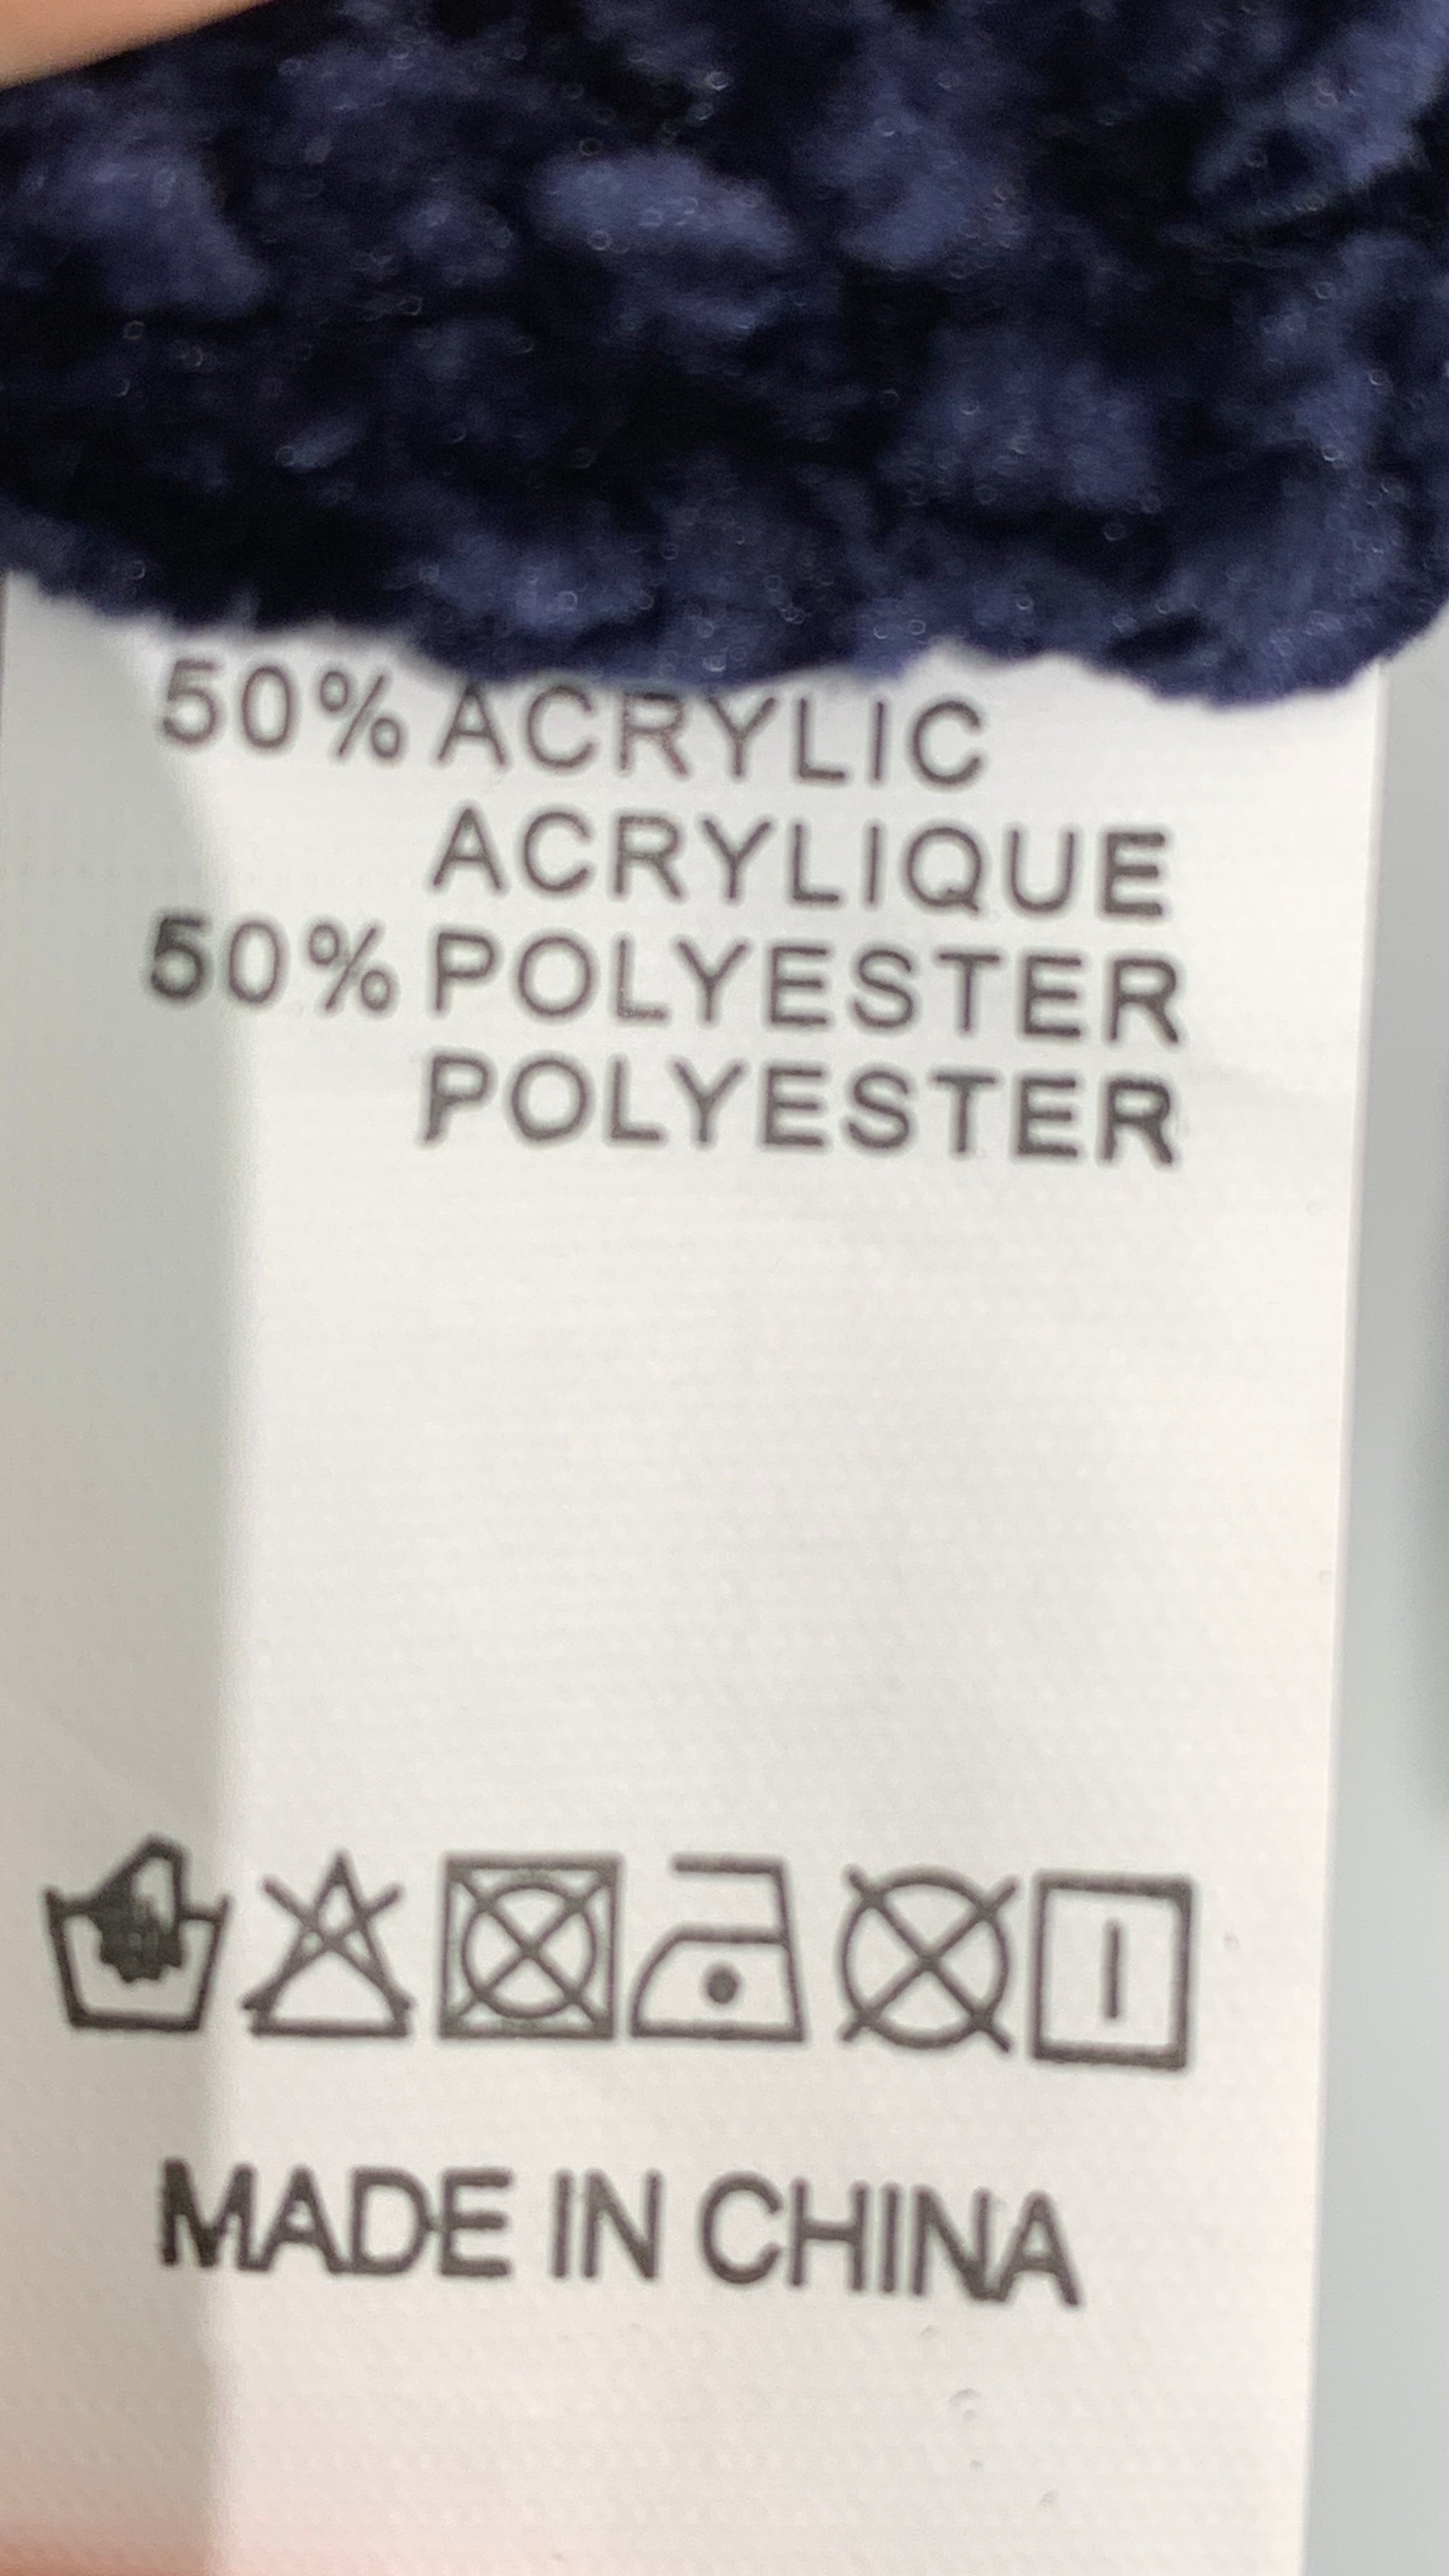 50% ACRYLIC
ACRYLIQUE
50% POLYESTER
POLYESTER
MADE IN CHINA